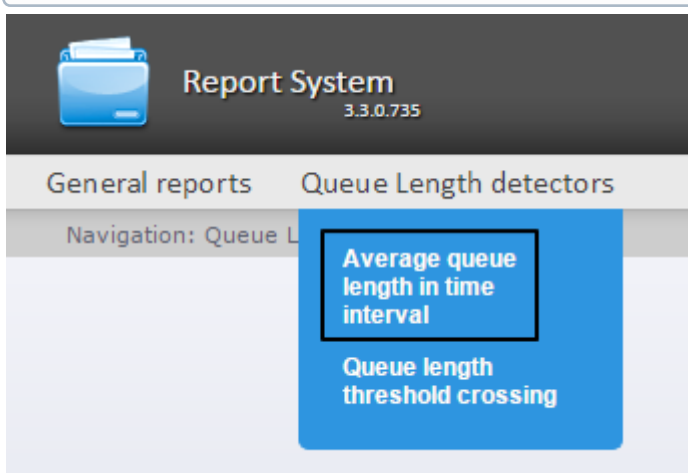 Report System
3.3.0.735
General reports Queue Length detectors
Navigation: Queue L
Average queue
length in time
interval
Queue length
threshold crossing